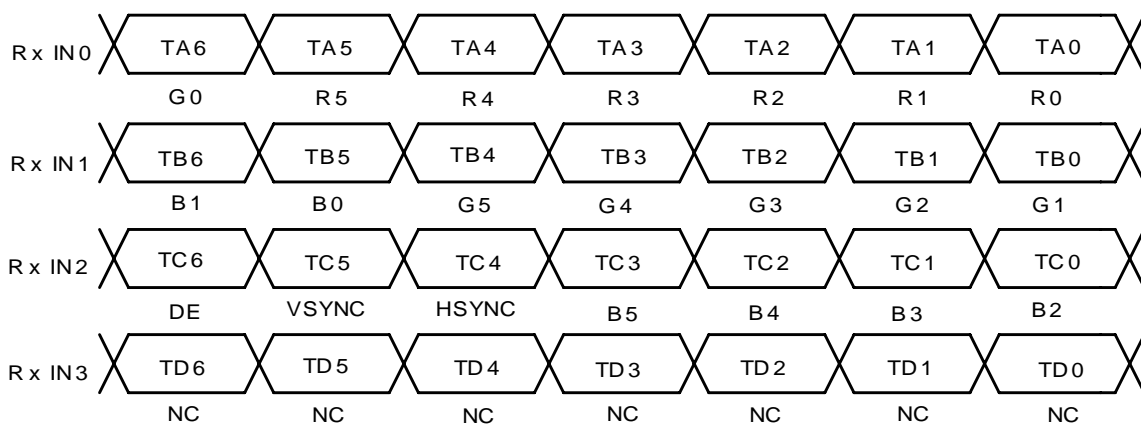 Rx IN0 TA6 TA5 TA4 TA3 TA2 TA1 TA0
G0 R5 R4 R3 R2 R1 R0
Rx IN1 TB6 TB5 TB4 TB3 TB2 TB1 TB0
B1 B0 G5 G4 G3 G2 G1
Rx IN2 TC6 TC5 TC4 TC3 TC2 TC1 TC0
DE VSYNC HSYNC B5 B4 B3 B2
Rx IN3 TD6 TD5 TD4 TD3 TD2 TD1 TD0
NC NC NC NC NC NC NC